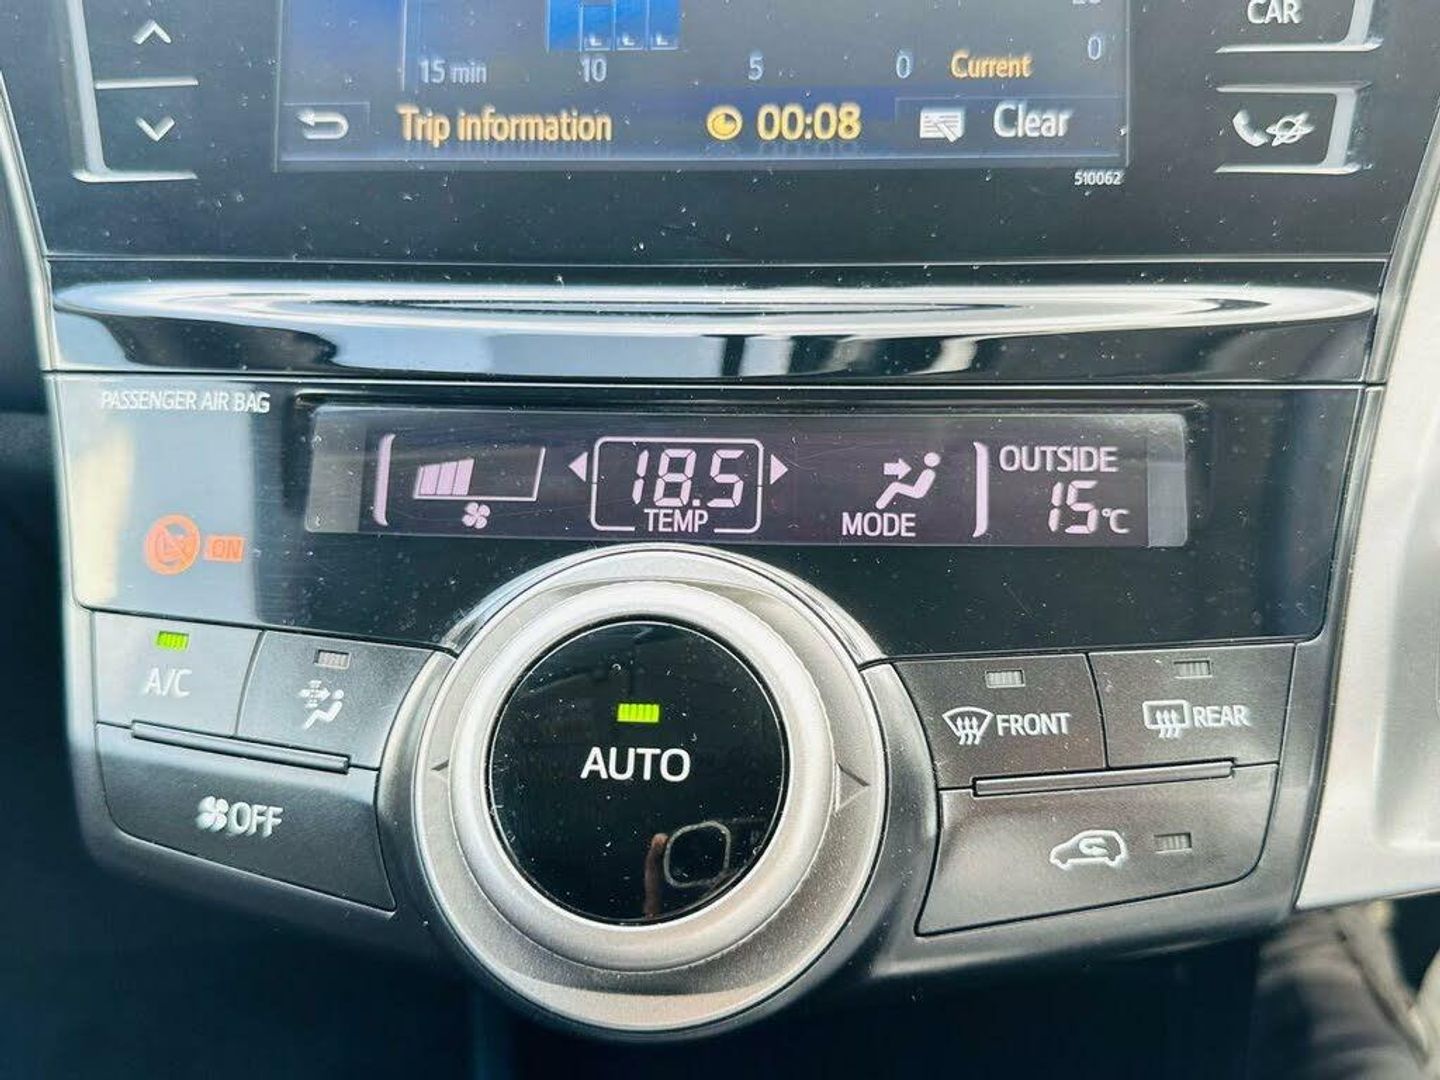 CAR
0
15 min 10 5 0 Current
Trip information 00:08 Clear
510062
PASSENGER AIR BAG
ON
18.5
TEMP
MODE
OUTSIDE
15°C
A/C
OFF
AUTO
FRONT
REAR